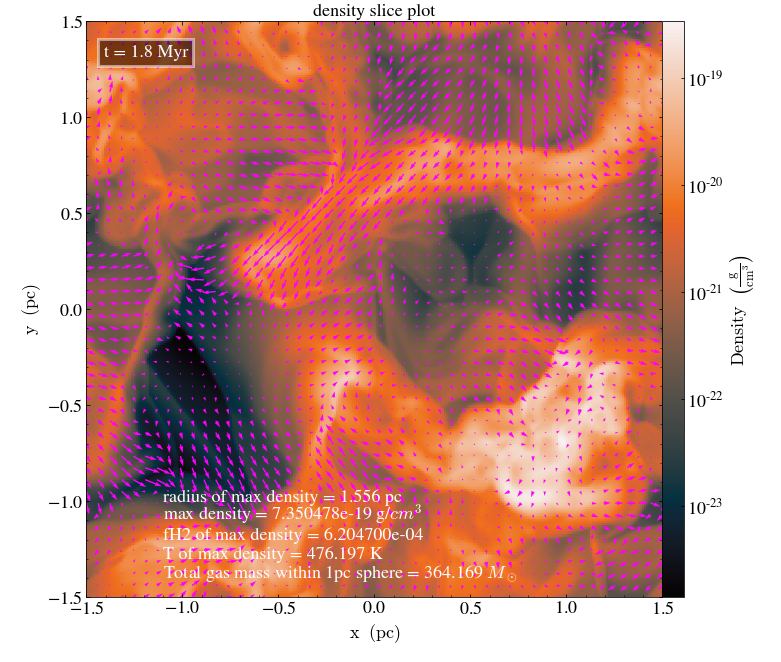 density slice plot
t = 1.8 Myr
1.5
1.0
0.5
0.0
−0.5
−1.0
−1.5
y (pc)
radius of max density = 1.556 pc
max density = 7.350478e-19 g/cm³
fH2 of max density = 6.204700e-04
T of max density = 476.197 K
Total gas mass within 1pc sphere = 364.169 M☉
−1.5 −1.0 −0.5 0.0 0.5 1.0 1.5
x (pc)
10⁻¹⁹
10⁻²⁰
10⁻²¹
10⁻²²
10⁻²³
Density (g/cm³)